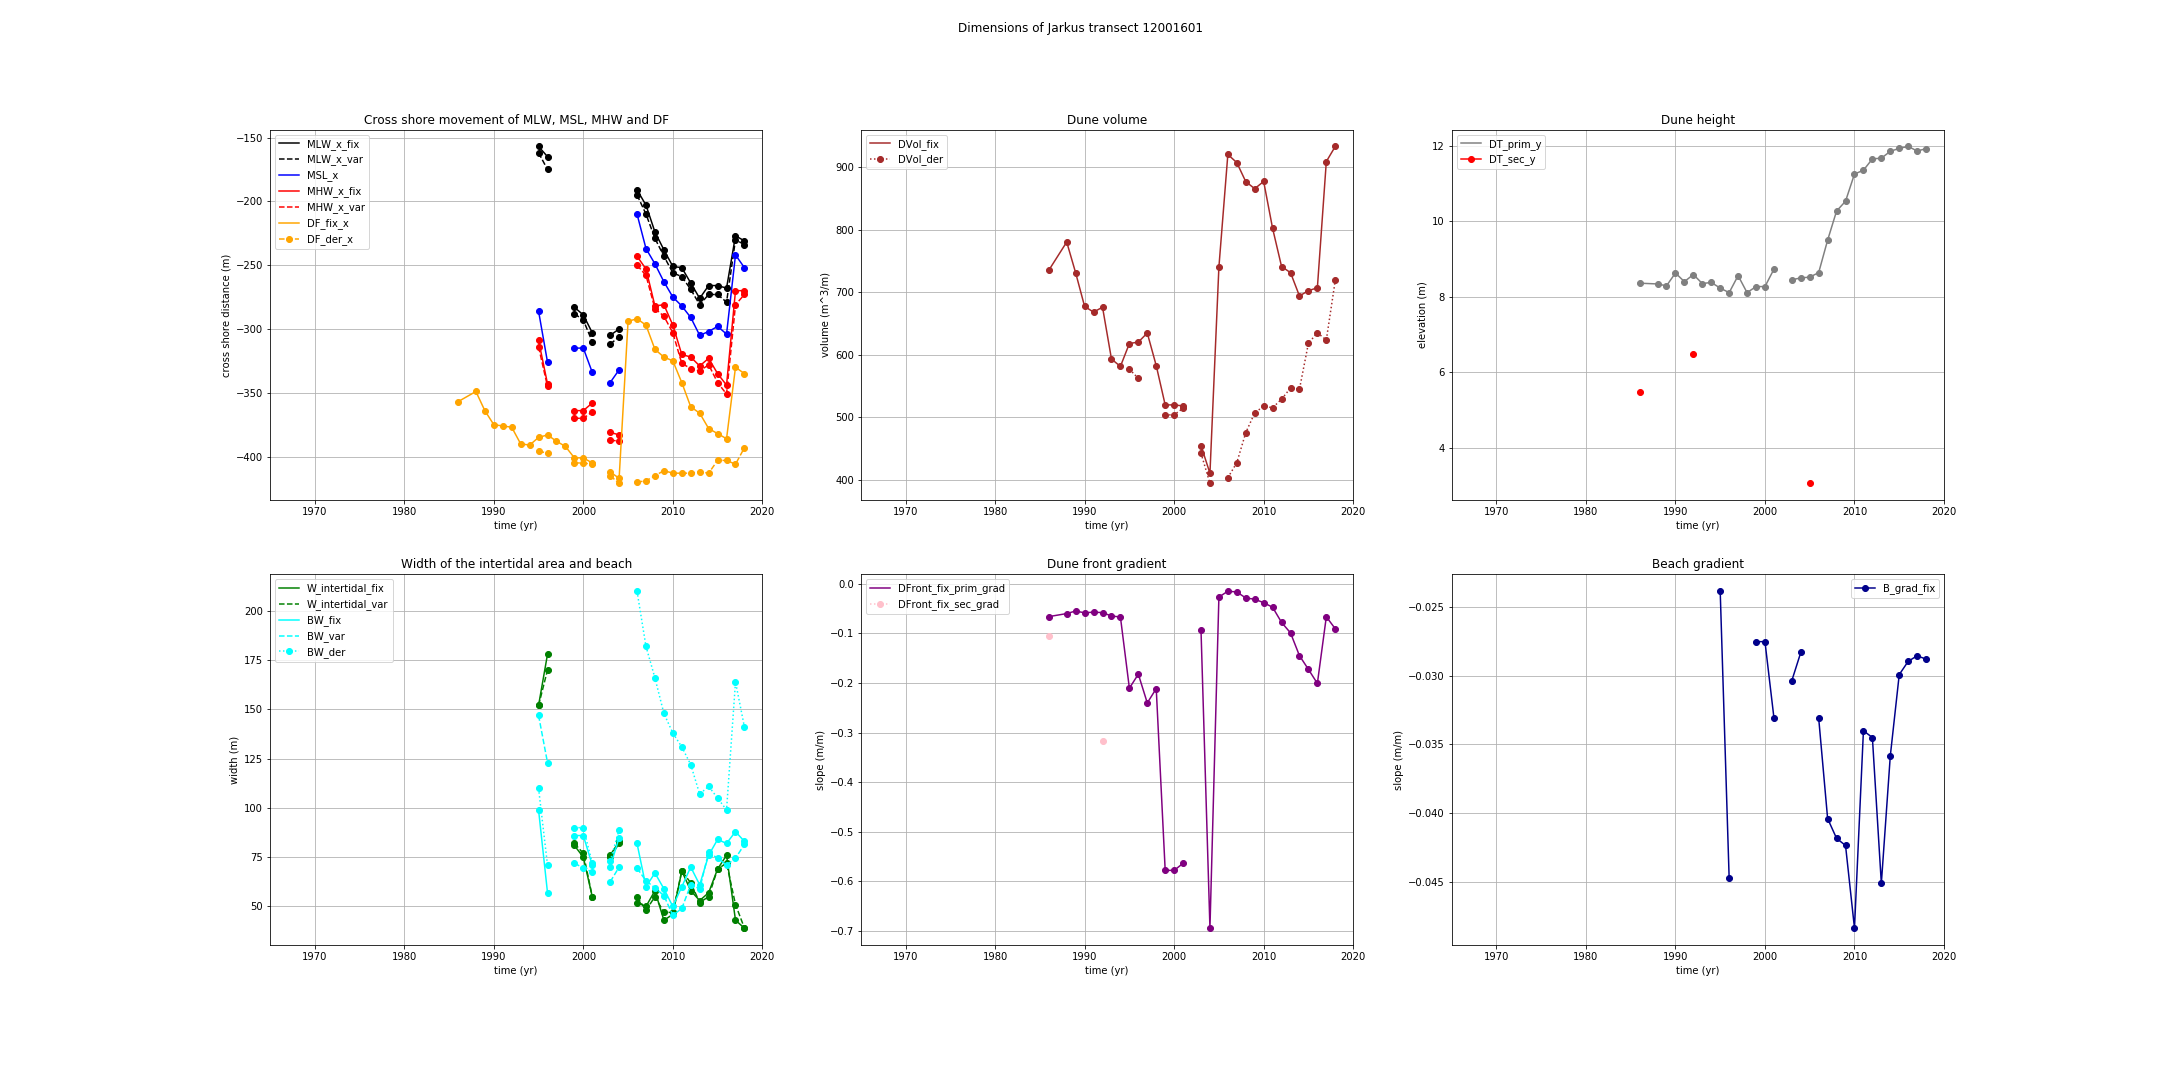 Dimensions of Jarkus transect 12001601
Cross shore movement of MLW, MSL, MHW and DF
−150
−200
−250
−300
−350
−400
cross shore distance (m)
MLW_x_fix
MLW_x_var
MSL_x
MHW_x_fix
MHW_x_var
DF_fix_x
DF_der_x
1970 1980 1990 2000 2010 2020
time (yr)
Dune volume
900
800
700
600
500
400
volume (m^3/m)
DVol_fix
DVol_der
1970 1980 1990 2000 2010 2020
time (yr)
Dune height
12
10
8
6
4
elevation (m)
DT_prim_y
DT_sec_y
1970 1980 1990 2000 2010 2020
time (yr)
Width of the intertidal area and beach
200
175
150
125
100
75
50
width (m)
W_intertidal_fix
W_intertidal_var
BW_fix
BW_var
BW_der
1970 1980 1990 2000 2010 2020
time (yr)
Dune front gradient
0.0
−0.1
−0.2
−0.3
−0.4
−0.5
−0.6
−0.7
slope (m/m)
DFront_fix_prim_grad
DFront_fix_sec_grad
1970 1980 1990 2000 2010 2020
time (yr)
Beach gradient
−0.025
−0.030
−0.035
−0.040
−0.045
slope (m/m)
B_grad_fix
1970 1980 1990 2000 2010 2020
time (yr)